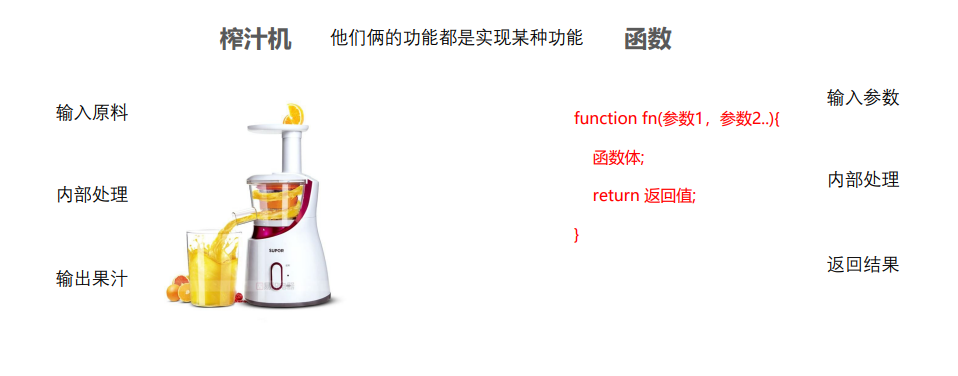 榨汁机 他们俩的功能都是实现某种功能 函数
输入原料
内部处理
输出果汁
SUPOR
function fn(参数1，参数2..){
函数体;
return 返回值;
}
输入参数
内部处理
返回结果